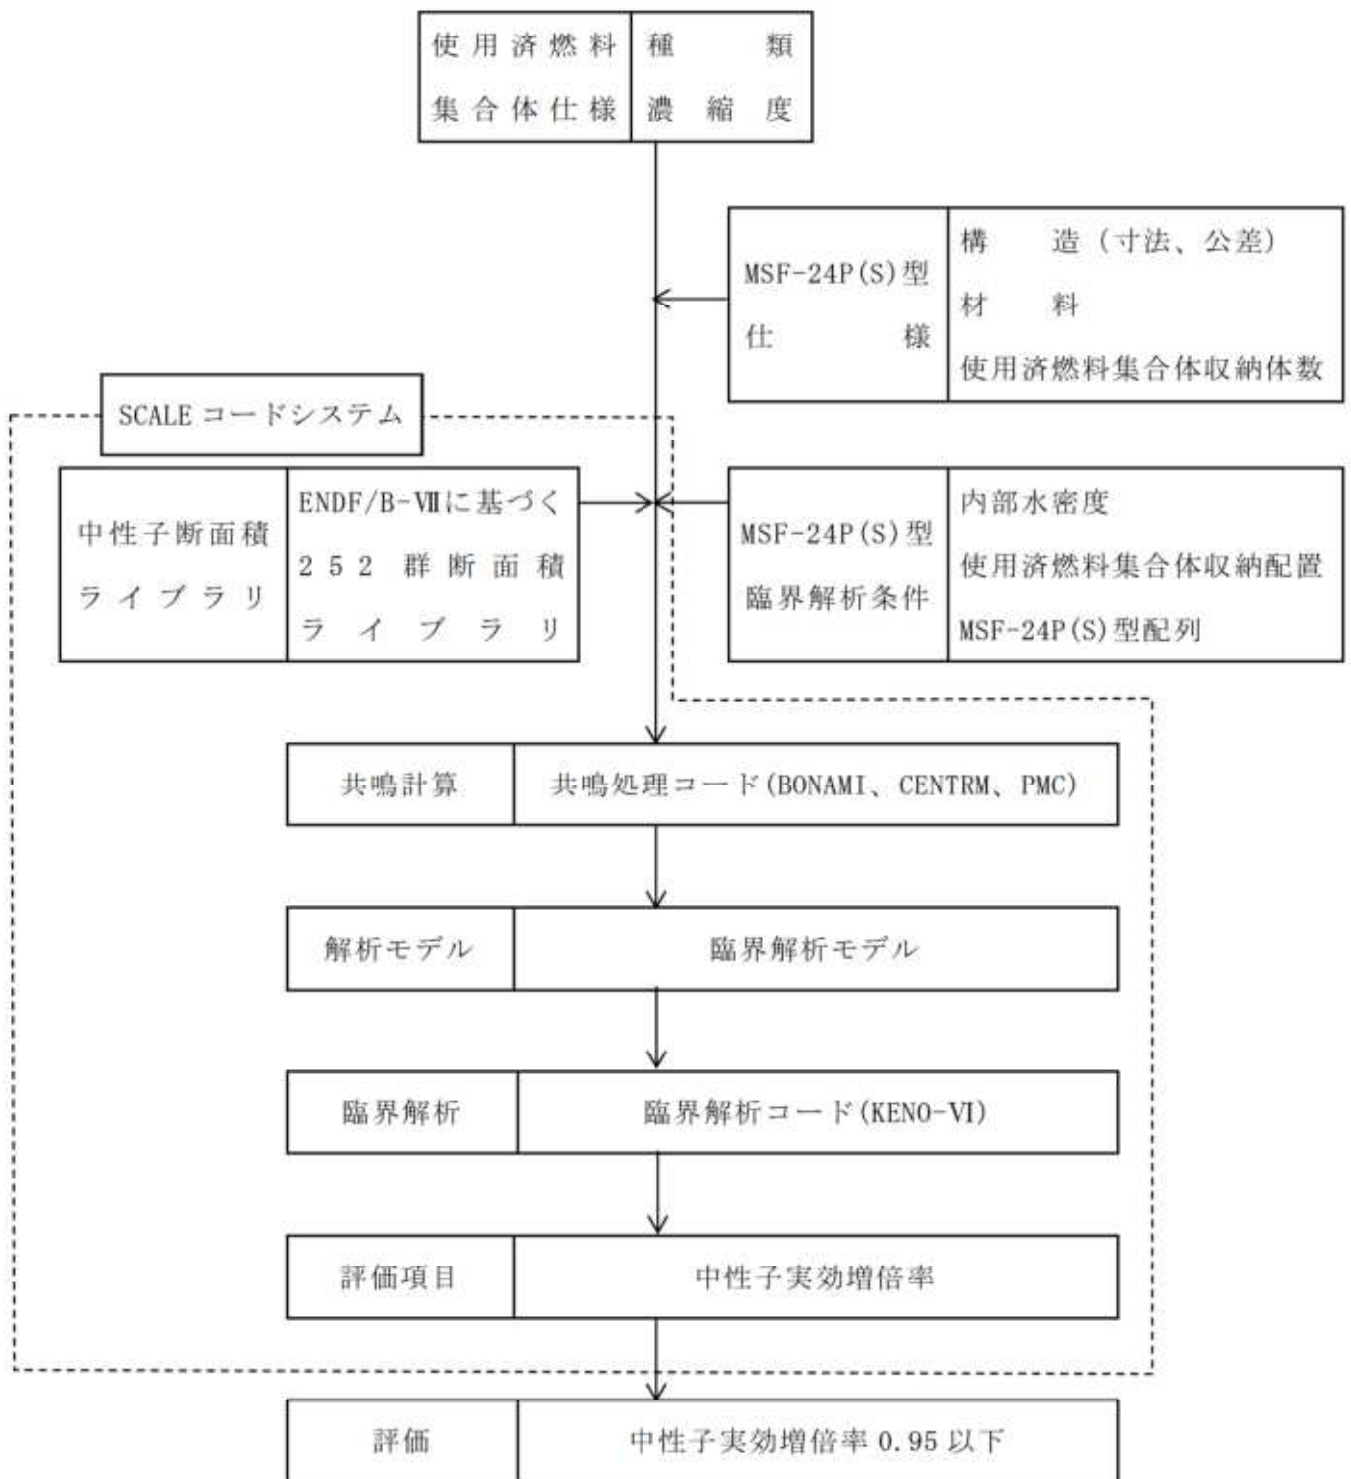 使用済燃料
集合体仕様
種類
濃縮度
MSF-24P(S)型
仕様
構造（寸法、公差）
材料
使用済燃料集合体収納体数
SCALEコードシステム
中性子断面積
ライブラリ
ENDF/B-Ⅶに基づく
252群断面積
ライブラリ
MSF-24P(S)型
臨界解析条件
内部水密度
使用済燃料集合体収納配置
MSF-24P(S)型配列
共鳴計算
共鳴処理コード(BONAMI、CENTRM、PMC)
解析モデル
臨界解析モデル
臨界解析
臨界解析コード(KENO-Ⅵ)
評価項目
中性子実効増倍率
評価
中性子実効増倍率 0.95 以下